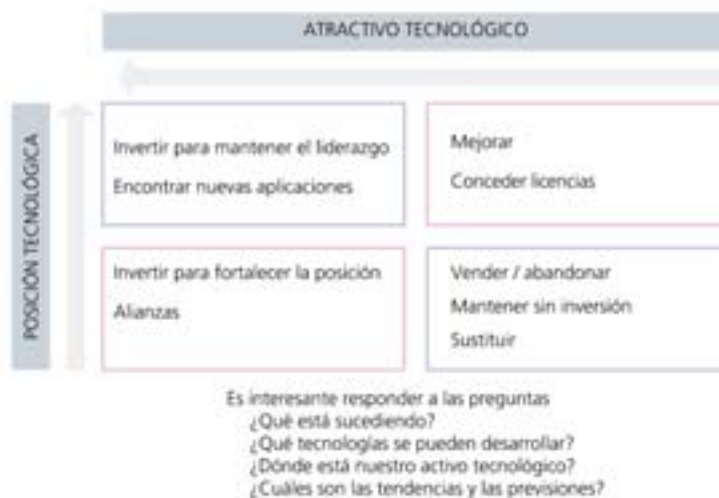 ATRACTIVO TECNOLÓGICO
POSICIÓN TECNOLÓGICA
Invertir para mantener el liderazgo
Encontrar nuevas aplicaciones
Mejorar
Conceder licencias
Invertir para fortalecer la posición
Alianzas
Vender / abandonar
Mantener sin inversión
Sustituir
Es interesante responder a las preguntas
¿Qué está sucediendo?
¿Qué tecnologías se pueden desarrollar?
¿Dónde está nuestro activo tecnológico?
¿Cuáles son las tendencias y las previsiones?